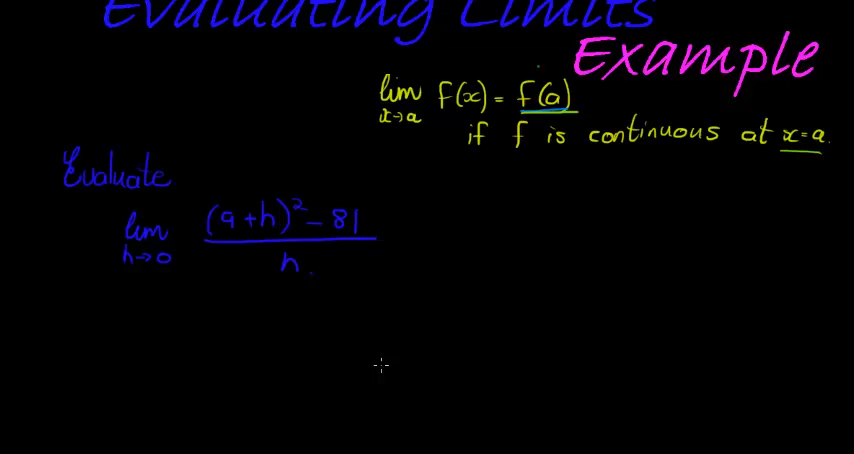 Evaluating Limits
Example
lim x→a f(x) = f(a)
if f is continuous at x=a.
Evaluate
lim h→0 (9+h)² - 81 / h.